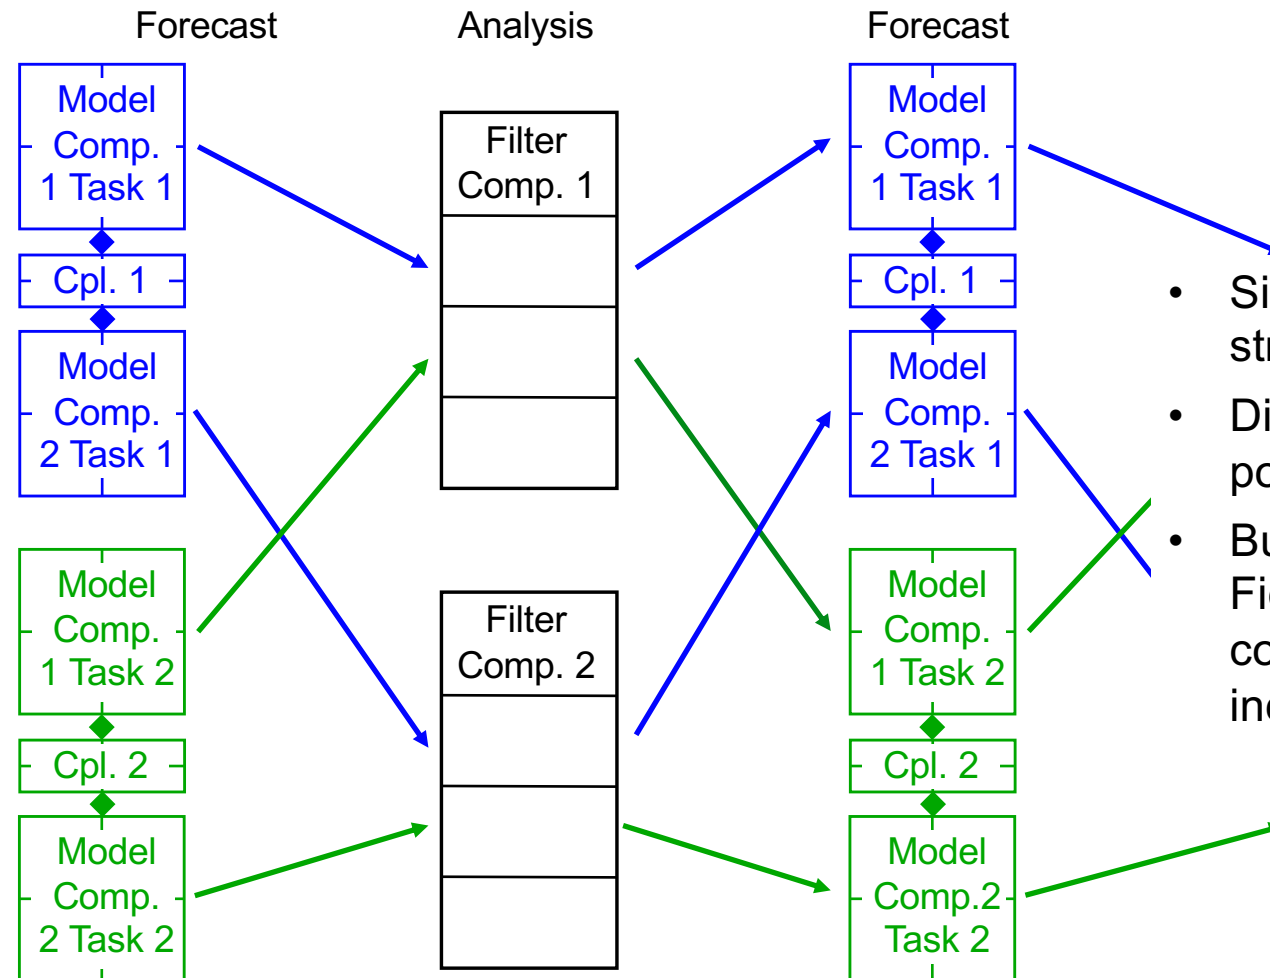 Forecast
Analysis
Forecast
Model
Comp.
1 Task 1
Cpl. 1
Model
Comp.
2 Task 1
Model
Comp.
1 Task 2
Cpl. 2
Model
Comp.
2 Task 2
Filter
Comp. 1
Filter
Comp. 2
Model
Comp.
1 Task 1
Cpl. 1
Model
Comp.
2 Task 1
Model
Comp.
1 Task 2
Cpl. 2
Model
Comp.2
Task 2